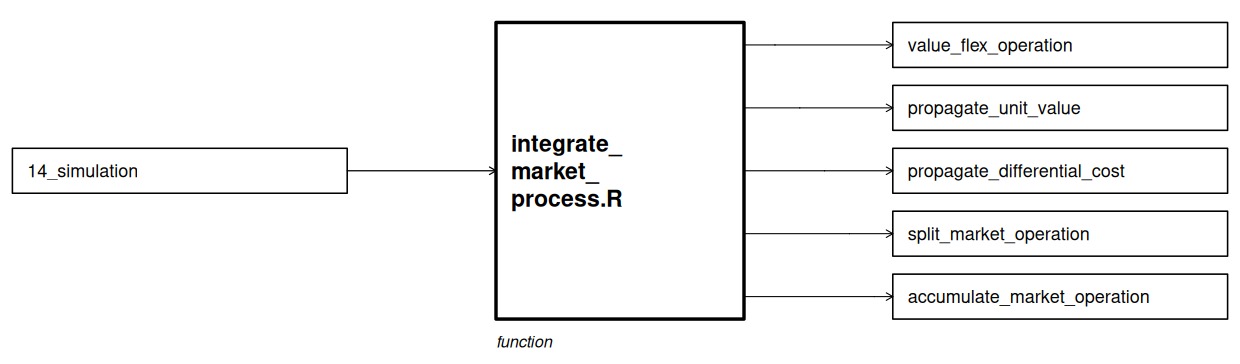 14_simulation
integrate_
market_
process.R
function
value_flex_operation
propagate_unit_value
propagate_differential_cost
split_market_operation
accumulate_market_operation